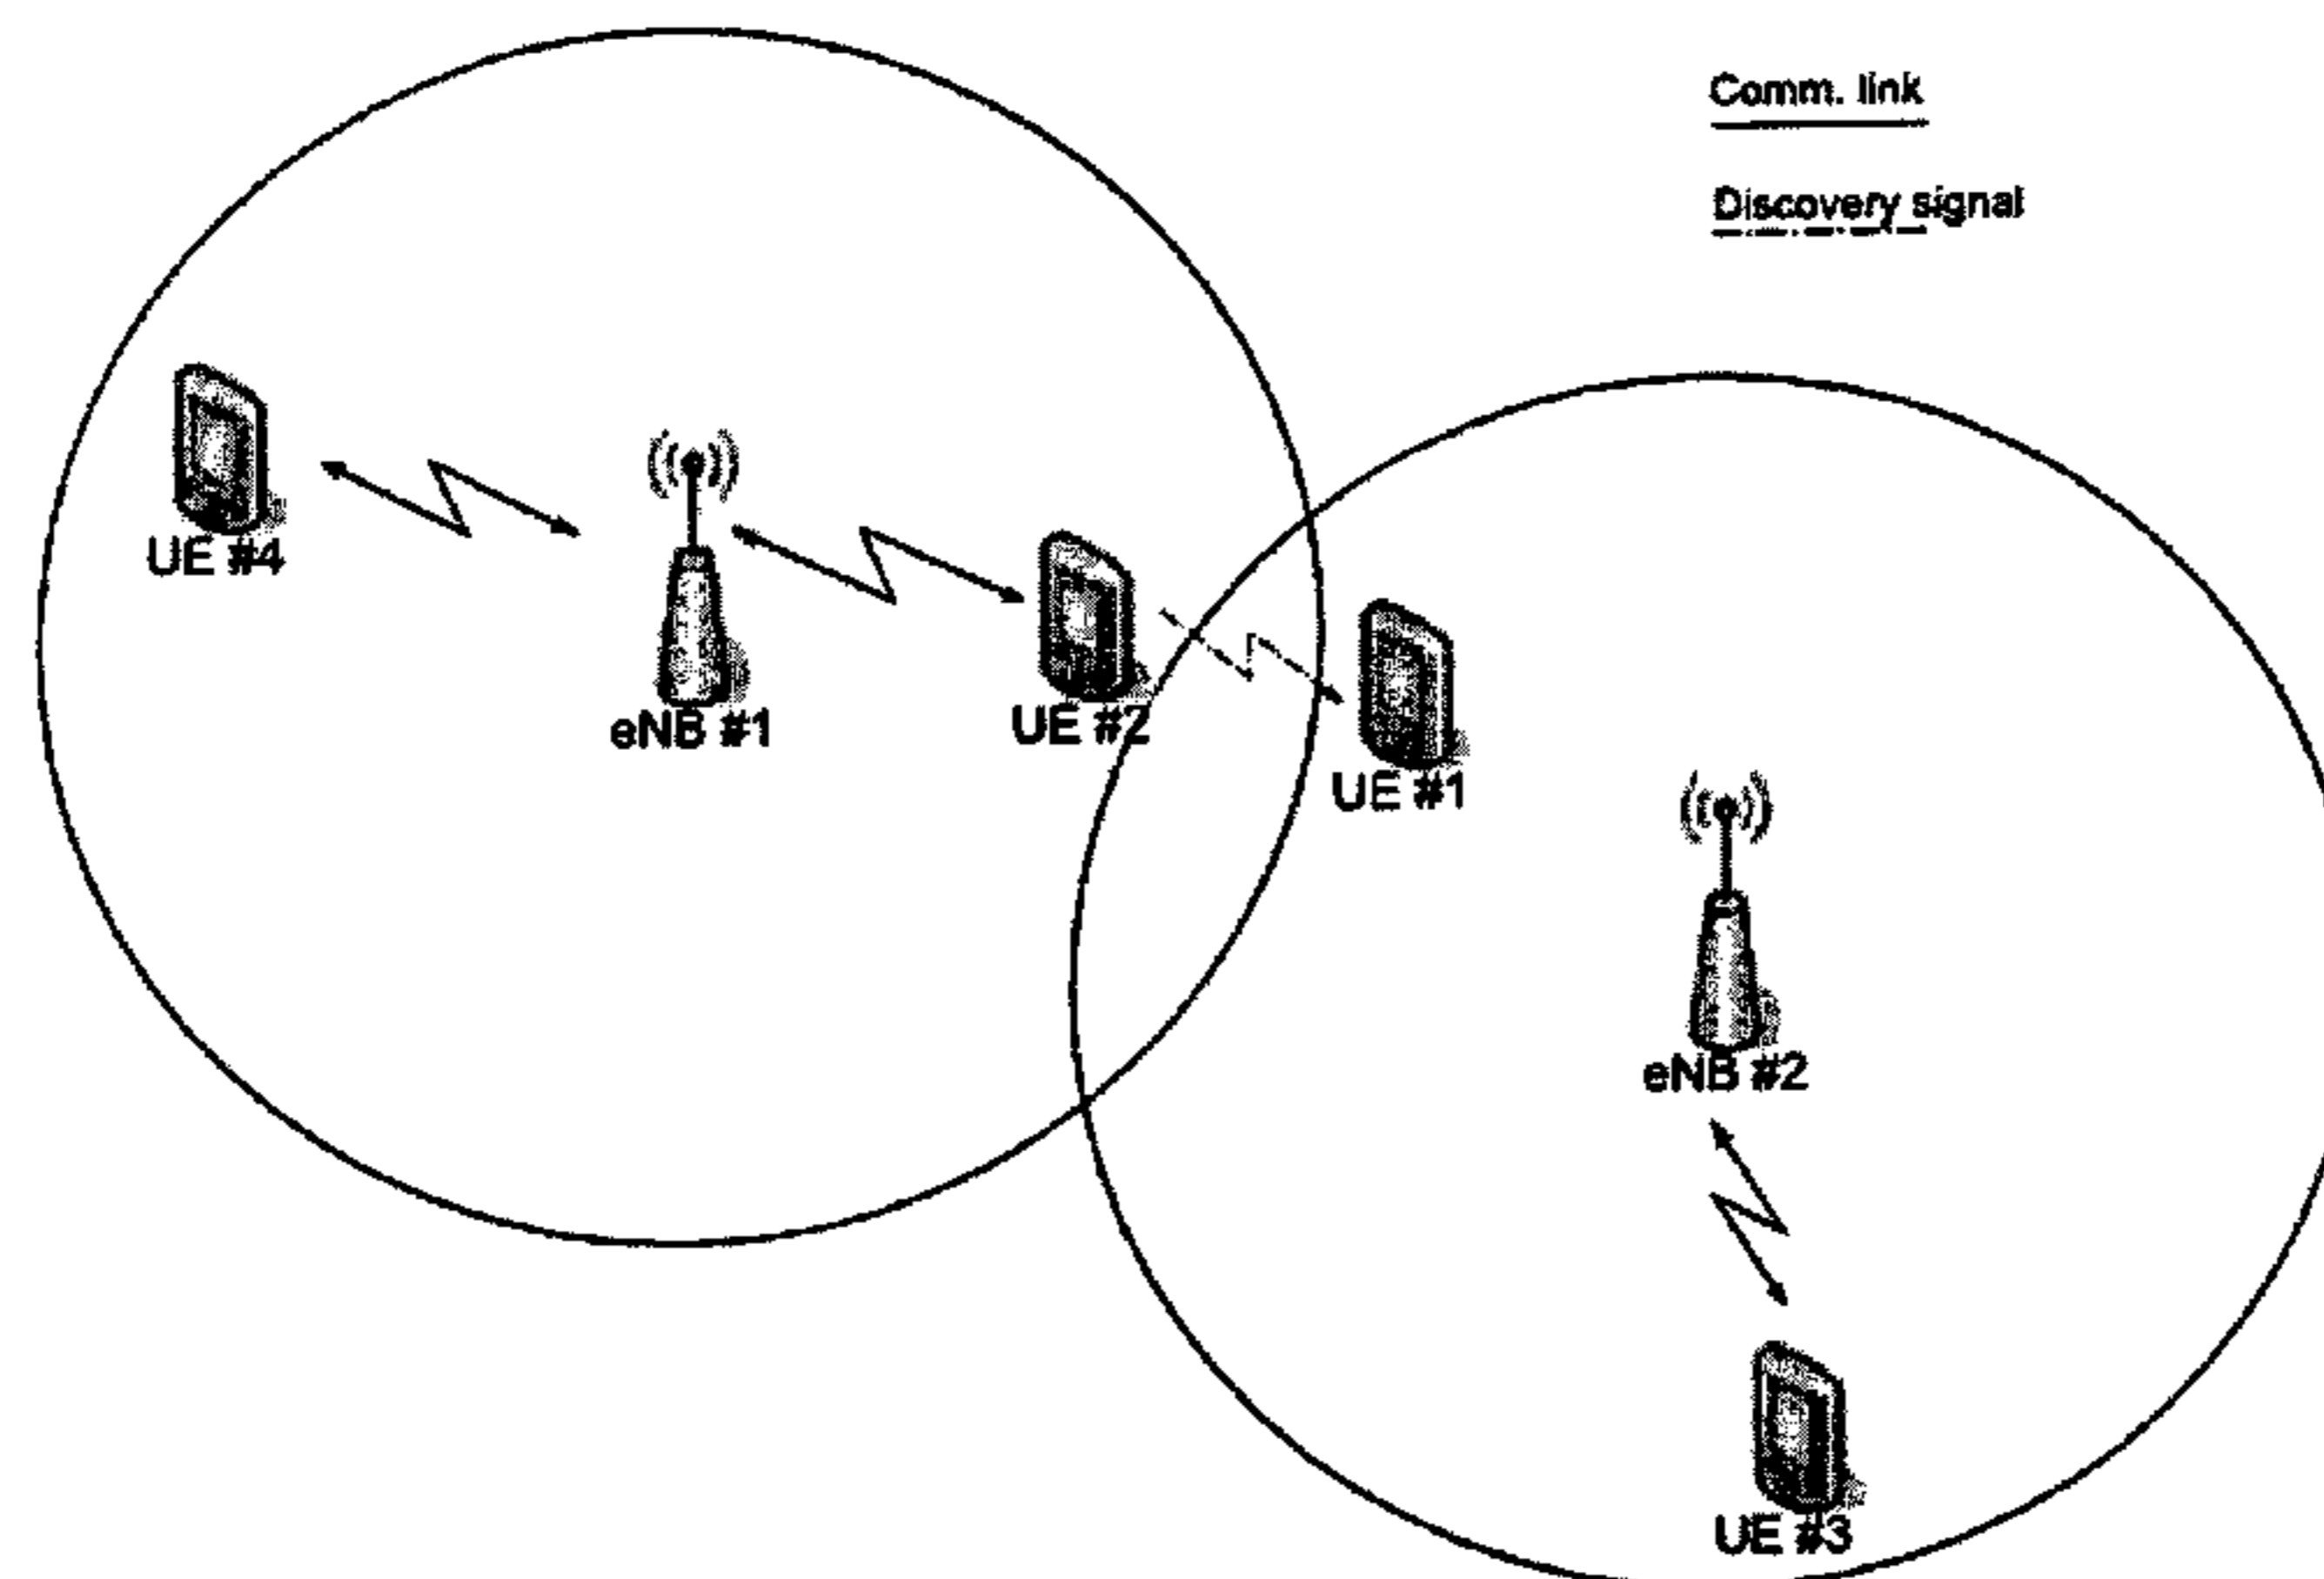 Comm. link
Discovery signal
UE #4
eNB #1
UE #2
UE #1
eNB #2
UE #3